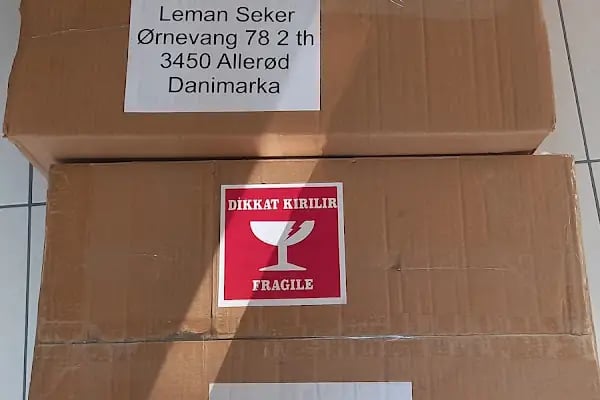 Leman Seker
Ørnevang 78 2 th
3450 Allerød
Danimarka
DİKKAT KIRILIR
FRAGILE